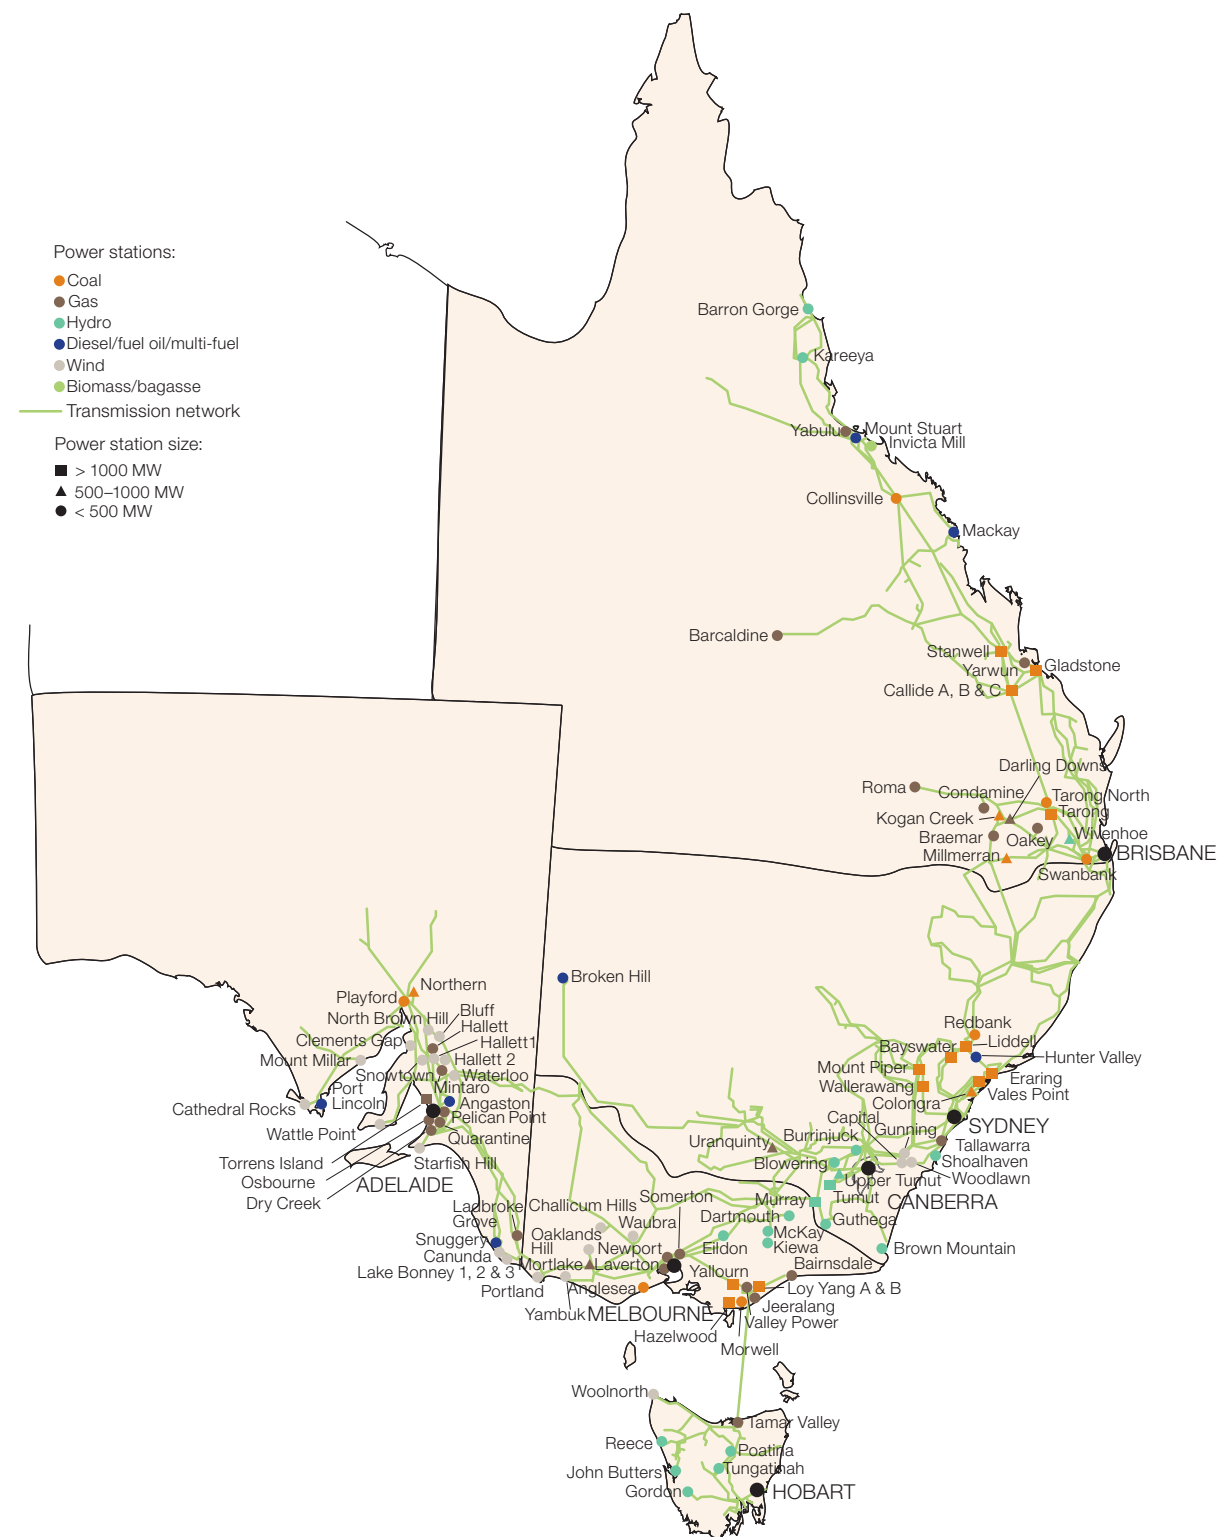 Power stations:
Coal
Gas
Hydro
Diesel/fuel oil/multi-fuel
Wind
Biomass/bagasse
Transmission network
Power station size:
> 1000 MW
500–1000 MW
< 500 MW
Barron Gorge
Kareeya
Yabulu
Mount Stuart
Invicta Mill
Collinsville
Mackay
Barcaldine
Stanwell
Yarwun
Gladstone
Callide A, B & C
Darling Downs
Roma
Condamine
Tarong North
Tarong
Kogan Creek
Braemar
Oakey
Wivenhoe
Millmerran
BRISBANE
Swankbank
Broken Hill
Northern
Playford
North Brown Hill
Bluff
Hallett
Clements Gap
Hallett1
Mount Millar
Hallett 2
Snowtown
Waterloo
Port
Lincoln
Mintaro
Cathedral Rocks
Angaston
Pelican Point
Wattle Point
Quarantine
Torrens Island
Starfish Hill
Osbourne
ADELAIDE
Dry Creek
Redbank
Bayswater
Liddell
Hunter Valley
Mount Piper
Wallerawang
Eraring
Vales Point
Colongra
Capital
SYDNEY
Gunning
Uranquinty
Burrinjuck
Tallawarra
Blowering
Shoalhaven
Woodlawn
Upper Tumut
Tumut
Murray
CANBERRA
Guthega
Brown Mountain
Ladbroke
Grove
Challicum Hills
Somerton
Waubra
Dartmouth
Snuggery
Oaklands
Hill
McKay
Canunda
Newport
Eildon
Kiewa
Lake Bonney 1, 2 & 3
Mortlake
Laverton
Yallourn
Bairnsdale
Portland
Anglesea
Loy Yang A & B
Yambuk
MELBOURNE
Jeeralang
Valley Power
Hazelwood
Morwell
Woolnorth
Tamar Valley
Reece
Poatina
John Butters
Tungatinah
Gordon
HOBART